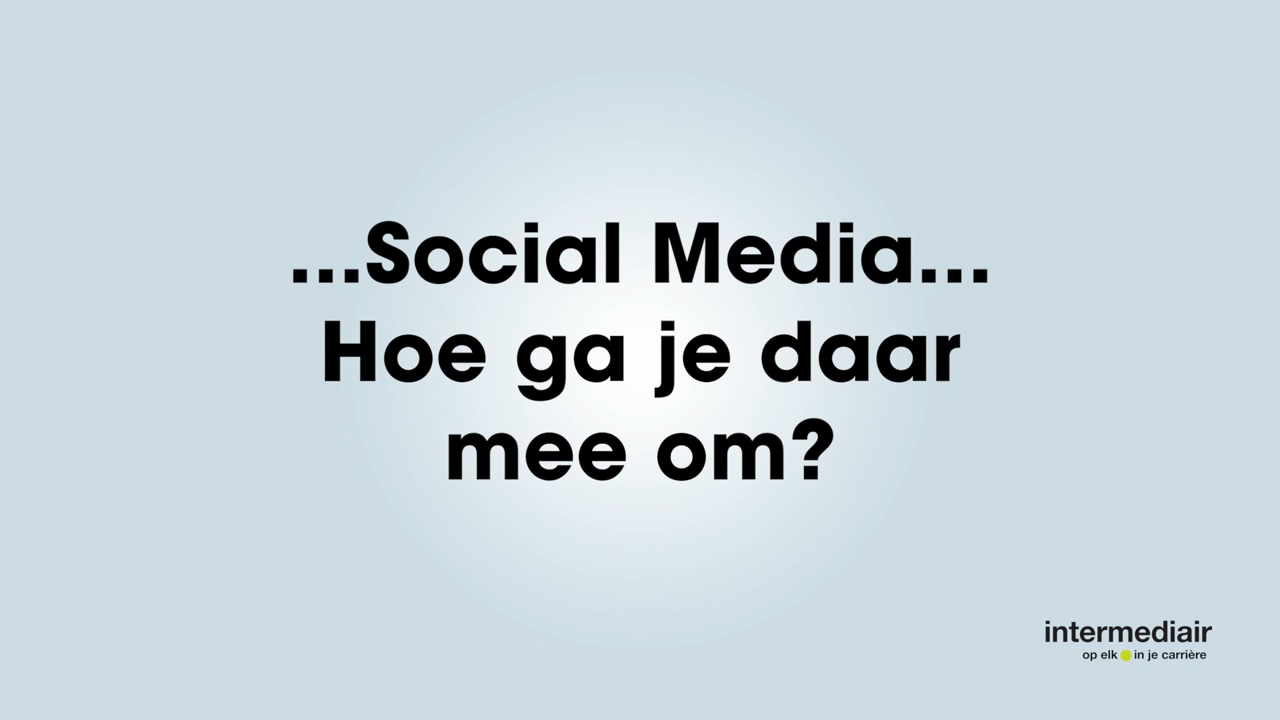 ...Social Media...
Hoe ga je daar
mee om?
intermediair
op elk in je carrière